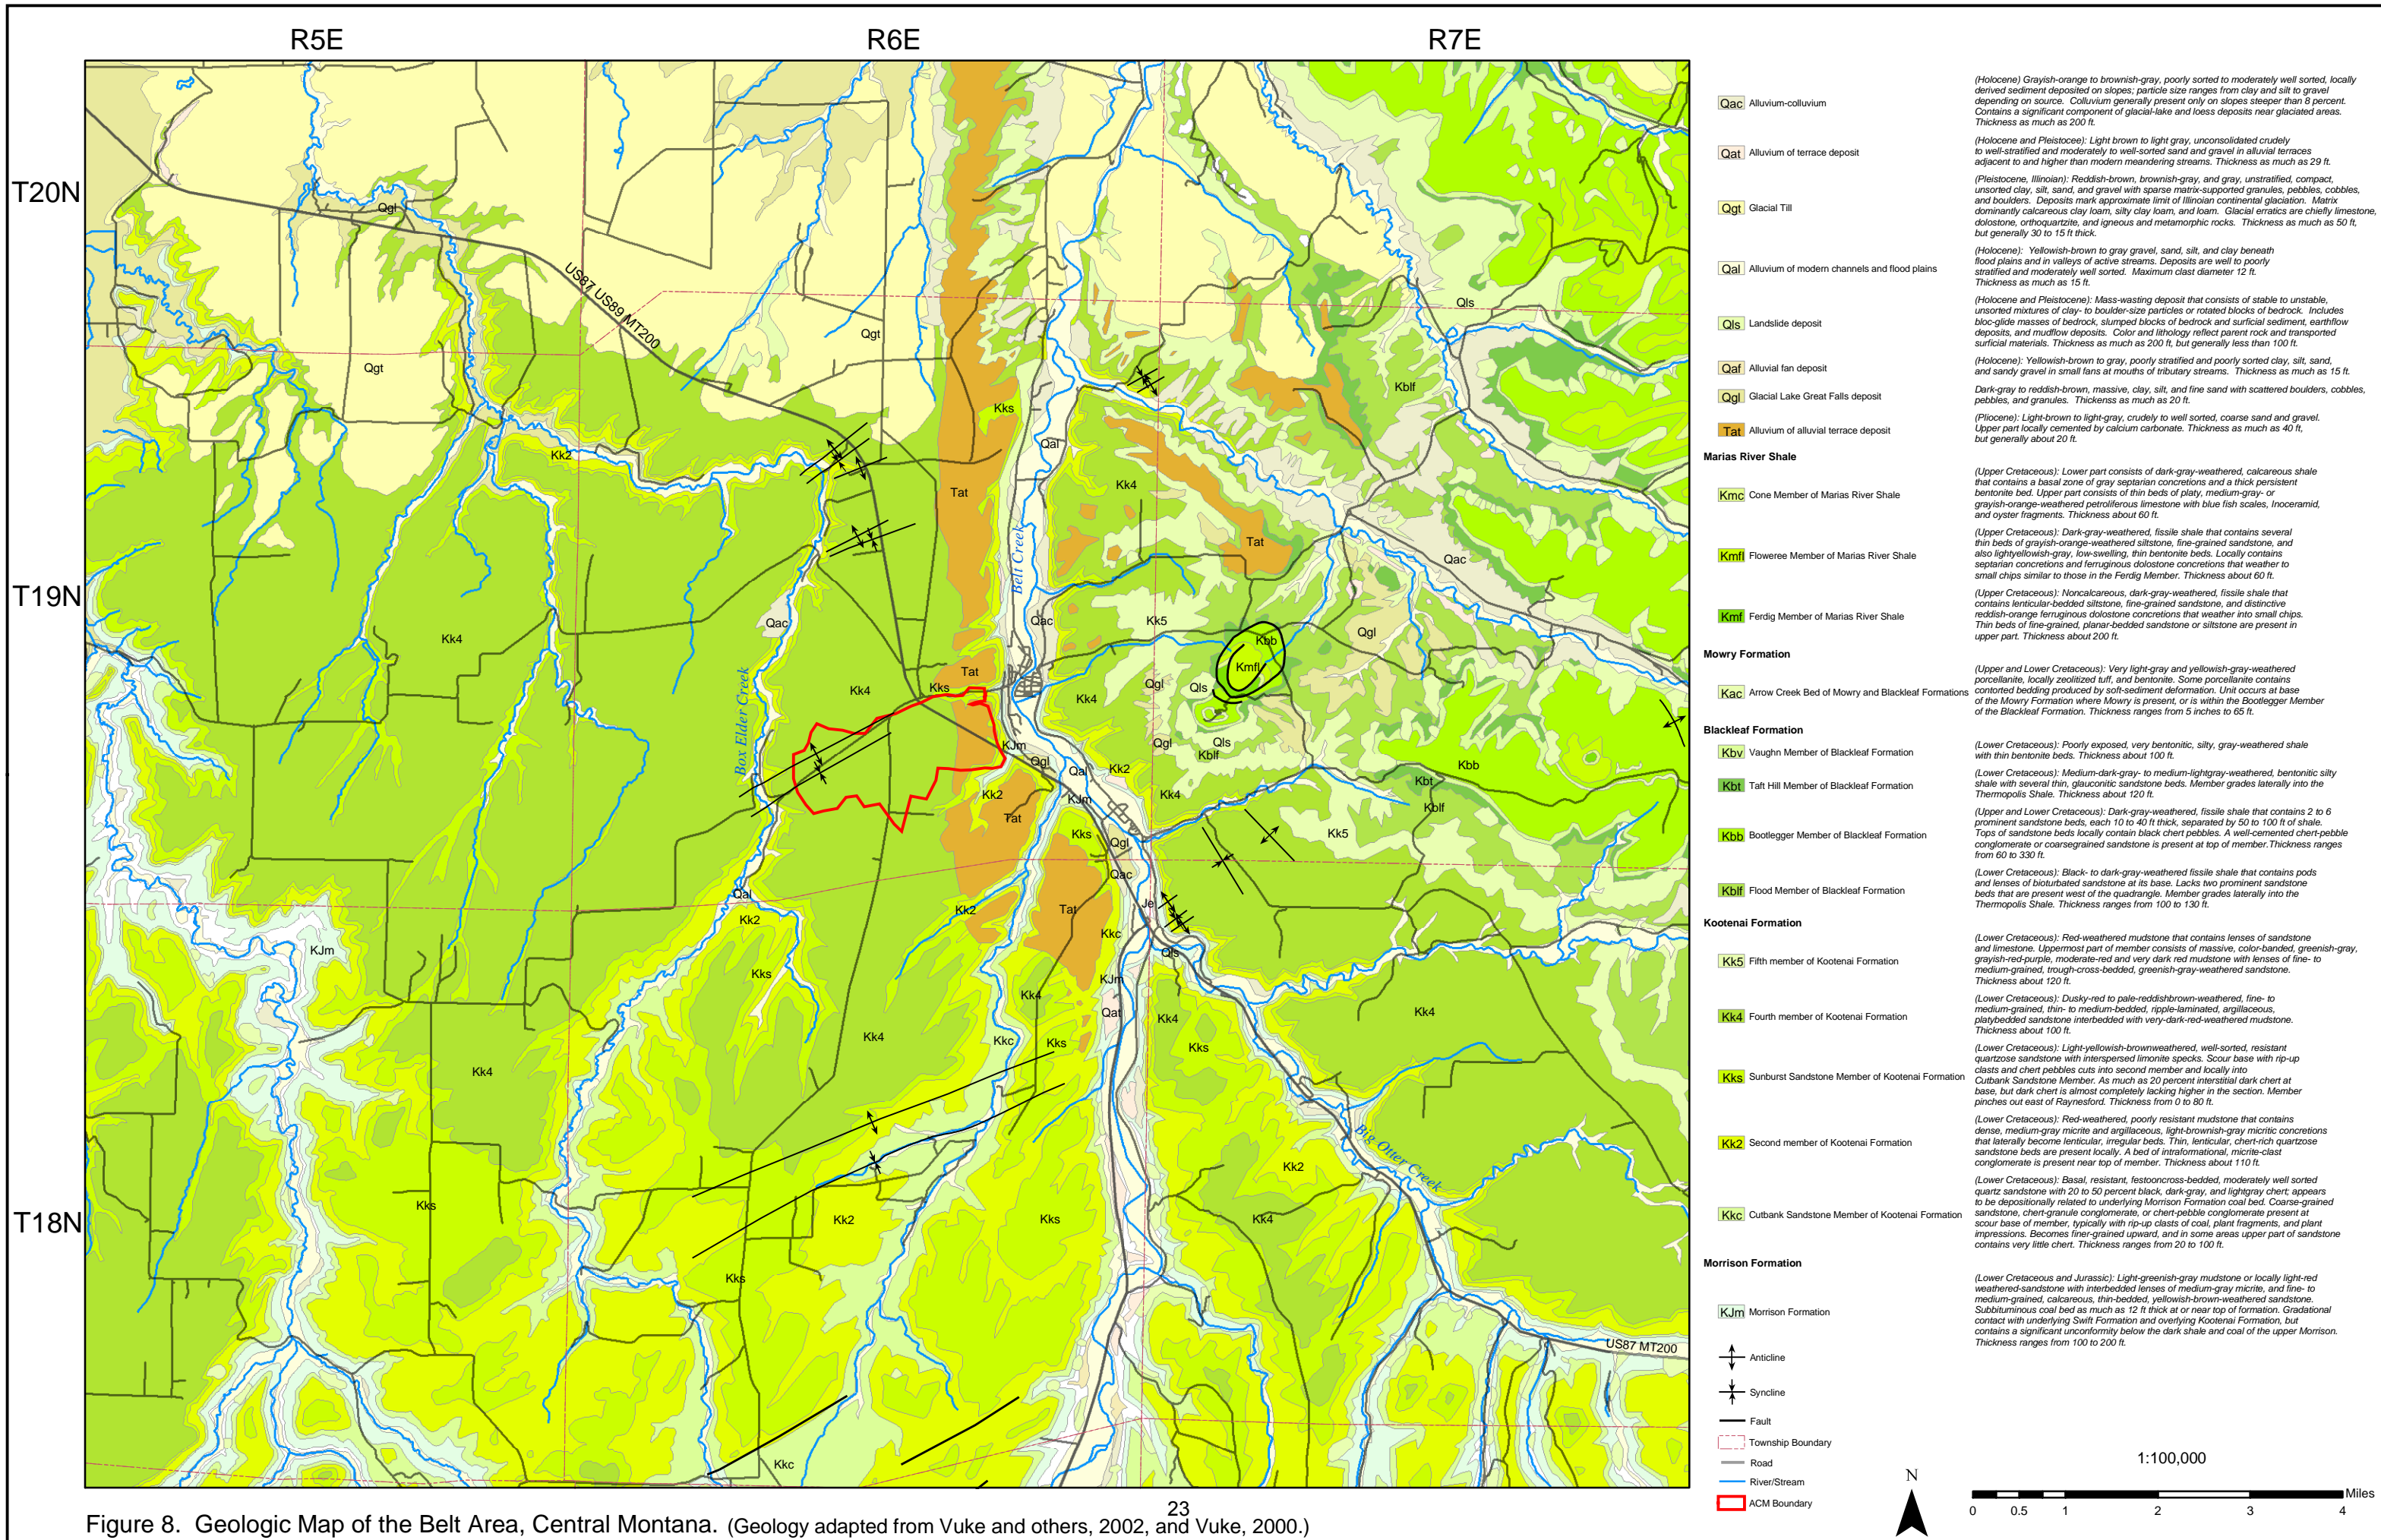 R5E
R6E
R7E
T20N
T19N
T18N
Qgl
US87 US89 MT200
Qgt
Qgt
Qls
Kblf
Kks
Qal
Kk2
Kk4
Tat
Tat
Belt Creek
Qac
Qac
Qac
Kk5
Kbb
Qgl
Kk4
Kmfl
Tat
Kks
Kk4
Kk4
Qgl
Qls
Box Elder Creek
KJm
Qgl
Qls
Kblf
Qgl
Qal
Kk2
Kbb
Kbt
Kk2
KJm
Kk4
Kblf
Tat
Kks
Kk5
Qgl
Qac
Qal
Kk2
Kk2
Tat
Je
Kkc
KJm
Qls
Kks
KJm
Kk4
Qat
Kk4
Kk4
Kk4
Kkc
Kks
Kks
Kk4
Big Otter Creek
Kk2
Kks
Kk2
Kks
Kk4
Kks
US87 MT200
Kkc
Qac Alluvium-colluvium
(Holocene) Grayish-orange to brownish-gray, poorly sorted to moderately well sorted, locally
derived sediment deposited on slopes; particle size ranges from clay and silt to gravel
depending on source. Colluvium generally present only on slopes steeper than 8 percent.
Contains a significant component of glacial-lake and loess deposits near glaciated areas.
Thickness as much as 200 ft.
Qat Alluvium of terrace deposit
(Holocene and Pleistocee): Light brown to light gray, unconsolidated crudely
to well-stratified and moderately to well-sorted sand and gravel in alluvial terraces
adjacent to and higher than modern meandering streams. Thickness as much as 29 ft.
Qgt Glacial Till
(Pleistocene, Illinoian): Reddish-brown, brownish-gray, and gray, unstratified, compact,
unsorted clay, silt, sand, and gravel with sparse matrix-supported granules, pebbles, cobbles,
and boulders. Deposits mark approximate limit of Illinoian continental glaciation. Matrix
dominantly calcareous clay loam, silty clay loam, and loam. Glacial erratics are chiefly limestone,
dolostone, orthoquartzite, and igneous and metamorphic rocks. Thickness as much as 50 ft,
but generally 30 to 15 ft thick.
Qal Alluvium of modern channels and flood plains
(Holocene): Yellowish-brown to gray gravel, sand, silt, and clay beneath
flood plains and in valleys of active streams. Deposits are well to poorly
stratified and moderately well sorted. Maximum clast diameter 12 ft.
Thickness as much as 15 ft.
Qls Landslide deposit
(Holocene and Pleistocene): Mass-wasting deposit that consists of stable to unstable,
unsorted mixtures of clay- to boulder-size particles or rotated blocks of bedrock. Includes
bloc-glide masses of bedrock, slumped blocks of bedrock and surficial sediment, earthflow
deposits, and mudflow deposits. Color and lithology reflect parent rock and transported
surficial materials. Thickness as much as 200 ft, but generally less than 100 ft.
Qaf Alluvial fan deposit
(Holocene): Yellowish-brown to gray, poorly stratified and poorly sorted clay, silt, sand,
and sandy gravel in small fans at mouths of tributary streams. Thickness as much as 15 ft.
Qgl Glacial Lake Great Falls deposit
Dark-gray to reddish-brown, massive, clay, silt, and fine sand with scattered boulders, cobbles,
pebbles, and granules. Thickenss as much as 20 ft.
Tat Alluvium of alluvial terrace deposit
(Pliocene): Light-brown to light-gray, crudely to well sorted, coarse sand and gravel.
Upper part locally cemented by calcium carbonate. Thickness as much as 40 ft,
but generally about 20 ft.
Marias River Shale
Kmc Cone Member of Marias River Shale
(Upper Cretaceous): Lower part consists of dark-gray-weathered, calcareous shale
that contains a basal zone of gray septarian concretions and a thick persistent
bentonite bed. Upper part consists of thin beds of platy, medium-gray- or
grayish-orange-weathered petroliferous limestone with blue fish scales, Inoceramid,
and oyster fragments. Thickness about 60 ft.
Kmfl Floweree Member of Marias River Shale
(Upper Cretaceous): Dark-gray-weathered, fissile shale that contains several
thin beds of grayish-orange-weathered siltstone, fine-grained sandstone, and
also lightyellowish-gray, low-swelling, thin bentonite beds. Locally contains
septarian concretions and ferruginous dolostone concretions that weather to
small chips similar to those in the Ferdig Member. Thickness about 60 ft.
Kmf Ferdig Member of Marias River Shale
(Upper Cretaceous): Noncalcareous, dark-gray-weathered, fissile shale that
contains lenticular-bedded siltstone, fine-grained sandstone, and distinctive
reddish-orange ferruginous dolostone concretions that weather into small chips.
Thin beds of fine-grained, planar-bedded sandstone or siltstone are present in
upper part. Thickness about 200 ft.
Mowry Formation
Kac Arrow Creek Bed of Mowry and Blackleaf Formations
(Upper and Lower Cretaceous): Very light-gray and yellowish-gray-weathered
porcellanite, locally zeolitized tuff, and bentonite. Some porcellanite contains
contorted bedding produced by soft-sediment deformation. Unit occurs at base
of the Mowry Formation where Mowry is present, or is within the Bootlegger Member
of the Blackleaf Formation. Thickness ranges from 5 inches to 65 ft.
Blackleaf Formation
Kbv Vaughn Member of Blackleaf Formation
(Lower Cretaceous): Poorly exposed, very bentonitic, silty, gray-weathered shale
with thin bentonite beds. Thickness about 100 ft.
Kbt Taft Hill Member of Blackleaf Formation
(Lower Cretaceous): Medium-dark-gray- to medium-lightgray-weathered, bentonitic silty
shale with several thin, glauconitic sandstone beds. Member grades laterally into the
Thermopolis Shale. Thickness about 120 ft.
Kbb Bootlegger Member of Blackleaf Formation
(Upper and Lower Cretaceous): Dark-gray-weathered, fissile shale that contains 2 to 6
prominent sandstone beds, each 10 to 40 ft thick, separated by 50 to 100 ft of shale.
Tops of sandstone beds locally contain black chert pebbles. A well-cemented chert-pebble
conglomerate or coarsegrained sandstone is present at top of member.Thickness ranges
from 60 to 330 ft.
Kblf Flood Member of Blackleaf Formation
(Lower Cretaceous): Black- to dark-gray-weathered fissile shale that contains pods
and lenses of bioturbated sandstone at its base. Lacks two prominent sandstone
beds that are present west of the quadrangle. Member grades laterally into the
Thermopolis Shale. Thickness ranges from 100 to 130 ft.
Kootenai Formation
Kk5 Fifth member of Kootenai Formation
(Lower Cretaceous): Red-weathered mudstone that contains lenses of sandstone
and limestone. Uppermost part of member consists of massive, color-banded, greenish-gray,
grayish-red-purple, moderate-red and very dark red mudstone with lenses of fine- to
medium-grained, trough-cross-bedded, greenish-gray-weathered sandstone.
Thickness about 120 ft.
Kk4 Fourth member of Kootenai Formation
(Lower Cretaceous): Dusky-red to pale-reddishbrown-weathered, fine- to
medium-grained, thin- to medium-bedded, ripple-laminated, argillaceous,
platybedded sandstone interbedded with very-dark-red-weathered mudstone.
Thickness about 100 ft.
Kks Sunburst Sandstone Member of Kootenai Formation
(Lower Cretaceous): Light-yellowish-brownweathered, well-sorted, resistant
quartzose sandstone with interspersed limonite specks. Scour base with rip-up
clasts and chert pebbles cuts into second member and locally into
Cutbank Sandstone Member. As much as 20 percent interstitial dark chert at
base, but dark chert is almost completely lacking higher in the section. Member
pinches out east of Raynesford. Thickness from 0 to 80 ft.
Kk2 Second member of Kootenai Formation
(Lower Cretaceous): Red-weathered, poorly resistant mudstone that contains
dense, medium-gray micrite and argillaceous, light-brownish-gray micritic concretions
that laterally become lenticular, irregular beds. Thin, lenticular, chert-rich quartzose
sandstone beds are present locally. A bed of intraformational, micrite-clast
conglomerate is present near top of member. Thickness about 110 ft.
Kkc Cutbank Sandstone Member of Kootenai Formation
(Lower Cretaceous): Basal, resistant, festooncross-bedded, moderately well sorted
quartz sandstone with 20 to 50 percent black, dark-gray, and lightgray chert; appears
to be depositionally related to underlying Morrison Formation coal bed. Coarse-grained
sandstone, chert-granule conglomerate, or chert-pebble conglomerate present at
scour base of member, typically with rip-up clasts of coal, plant fragments, and plant
impressions. Becomes finer-grained upward, and in some areas upper part of sandstone
contains very little chert. Thickness ranges from 20 to 100 ft.
Morrison Formation
KJm Morrison Formation
(Lower Cretaceous and Jurassic): Light-greenish-gray mudstone or locally light-red
weathered-sandstone with interbedded lenses of medium-gray micrite, and fine- to
medium-grained, calcareous, thin-bedded, yellowish-brown-weathered sandstone.
Subbituminous coal bed as much as 12 ft thick at or near top of formation. Gradational
contact with underlying Swift Formation and overlying Kootenai Formation, but
contains a significant unconformity below the dark shale and coal of the upper Morrison.
Thickness ranges from 100 to 200 ft.
Anticline
Syncline
Fault
Township Boundary
Road
River/Stream
ACM Boundary
N
1:100,000
Miles
0 0.5 1 2 3 4
23
Figure 8. Geologic Map of the Belt Area, Central Montana. (Geology adapted from Vuke and others, 2002, and Vuke, 2000.)